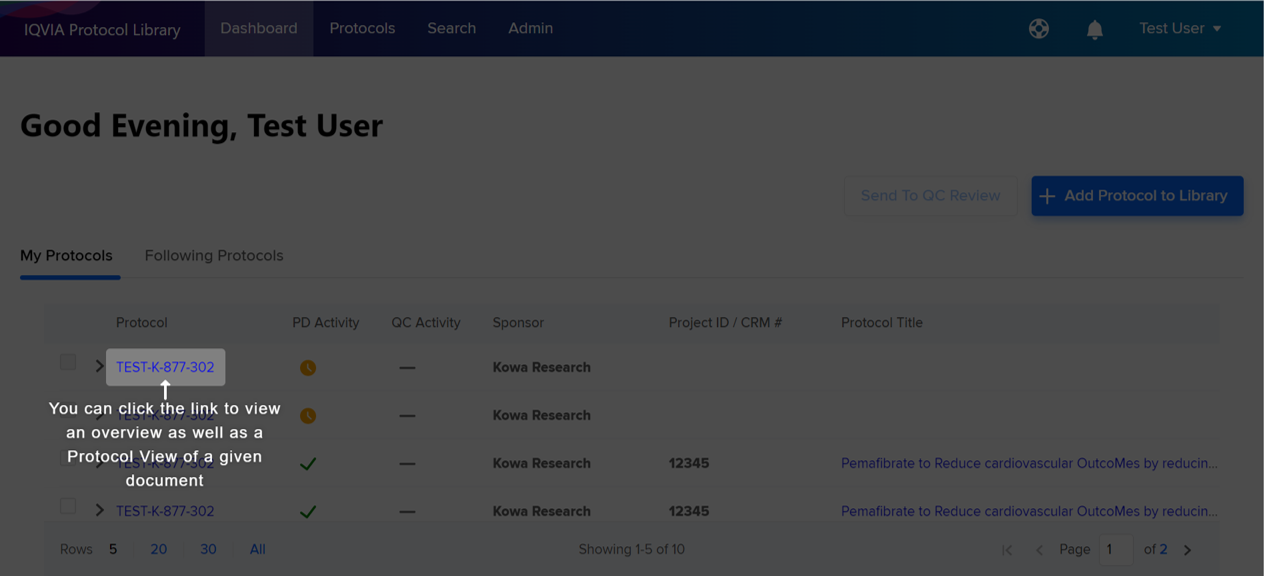 IQVIA Protocol Library Dashboard Protocols Search Admin Test User
Good Evening, Test User
Send To QC Review Add Protocol to Library
My Protocols Following Protocols
Protocol PD Activity QC Activity Sponsor Project ID / CRM # Protocol Title
TEST-K-877-302 Kowa Research
You can click the link to view
an overview as well as a
Protocol View of a given
document
TEST-K-877-302 Kowa Research
TEST-K-877-302 Kowa Research 12345 Pemafibrate to Reduce cardiovascular OutcoMes by reducin...
TEST-K-877-302 Kowa Research 12345 Pemafibrate to Reduce cardiovascular OutcoMes by reducin...
Rows 5 20 30 All Showing 1-5 of 10 Page 1 of 2